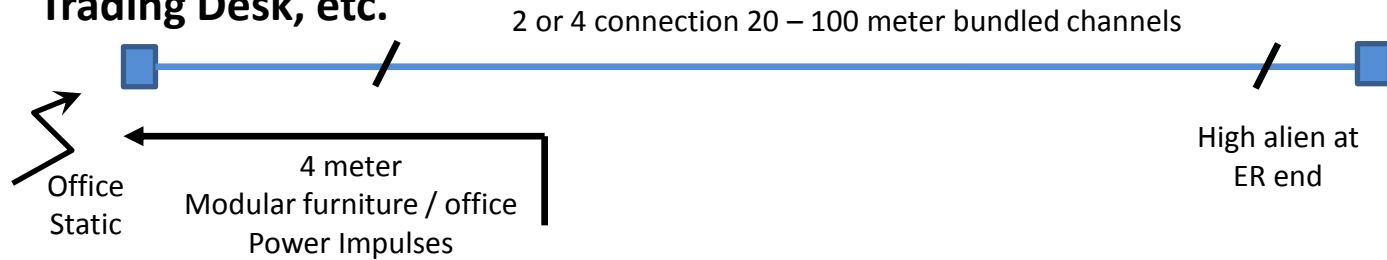 Trading Desk, etc.
2 or 4 connection 20 – 100 meter bundled channels
Office
Static
4 meter
Modular furniture / office
Power Impulses
High alien at
ER end